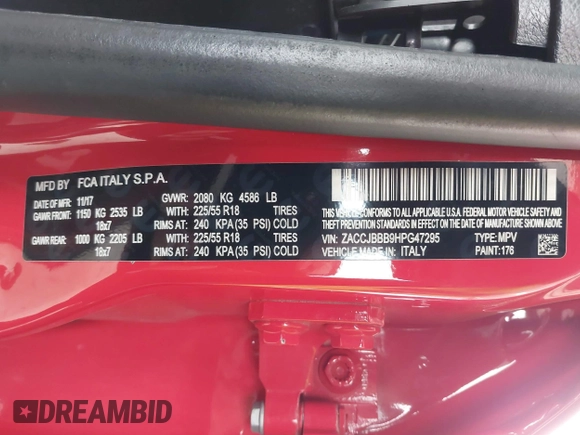 MFD BY FCA ITALY S.P.A.
DATE OF MFR: 11/17 GVWR: 2080 KG 4586 LB
GAWR FRONT: 1150 KG 2535 LB WITH 225/55 R18 TIRES
18x7 RIMS AT: 240 KPA (35 PSI) COLD
GAWR REAR: 1000 KG 2205 LB WITH 225/55 R18 TIRES
18x7 RIMS AT: 240 KPA (35 PSI) COLD
THIS VEHICLE CONFORMS TO ALL APPLICABLE U.S.A. FEDERAL MOTOR VEHICLE SAFETY, BUMPER AND
THEFT PREVENTION STANDARDS IN EFFECT ON THE DATE OF MANUFACTURE SHOWN ABOVE.
VIN: ZACCJBBB9HPG47295 TYPE: MPV
VEHICLE MADE IN: ITALY PAINT: 176
DREAMBID